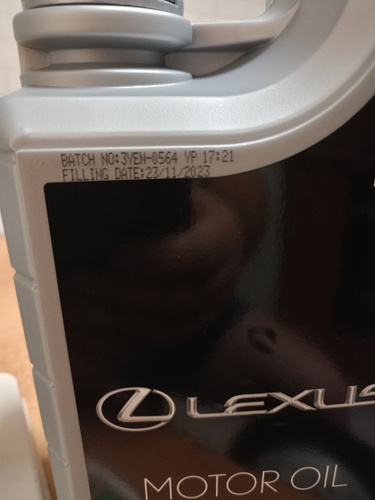 BATCH NO:3YEN-0564 YP 17:21
FILLING DATE:23/11/2023
LEXUS
MOTOR OIL